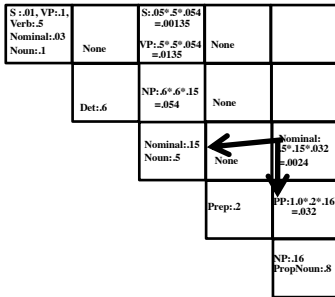 S :.01, VP:.1,
Verb:.5
Nominal:.03
Noun:.1
None
S:.05*.5*.054
=.00135
VP:.5*.5*.054
=.0135
None
Det:.6
NP:.6*.6*.15
=.054
None
Nominal:.15
Noun:.5
None
Nominal:
.5*.15*.032
=.0024
Prep:.2
PP:1.0*.2*.16
=.032
NP:.16
PropNoun:.8